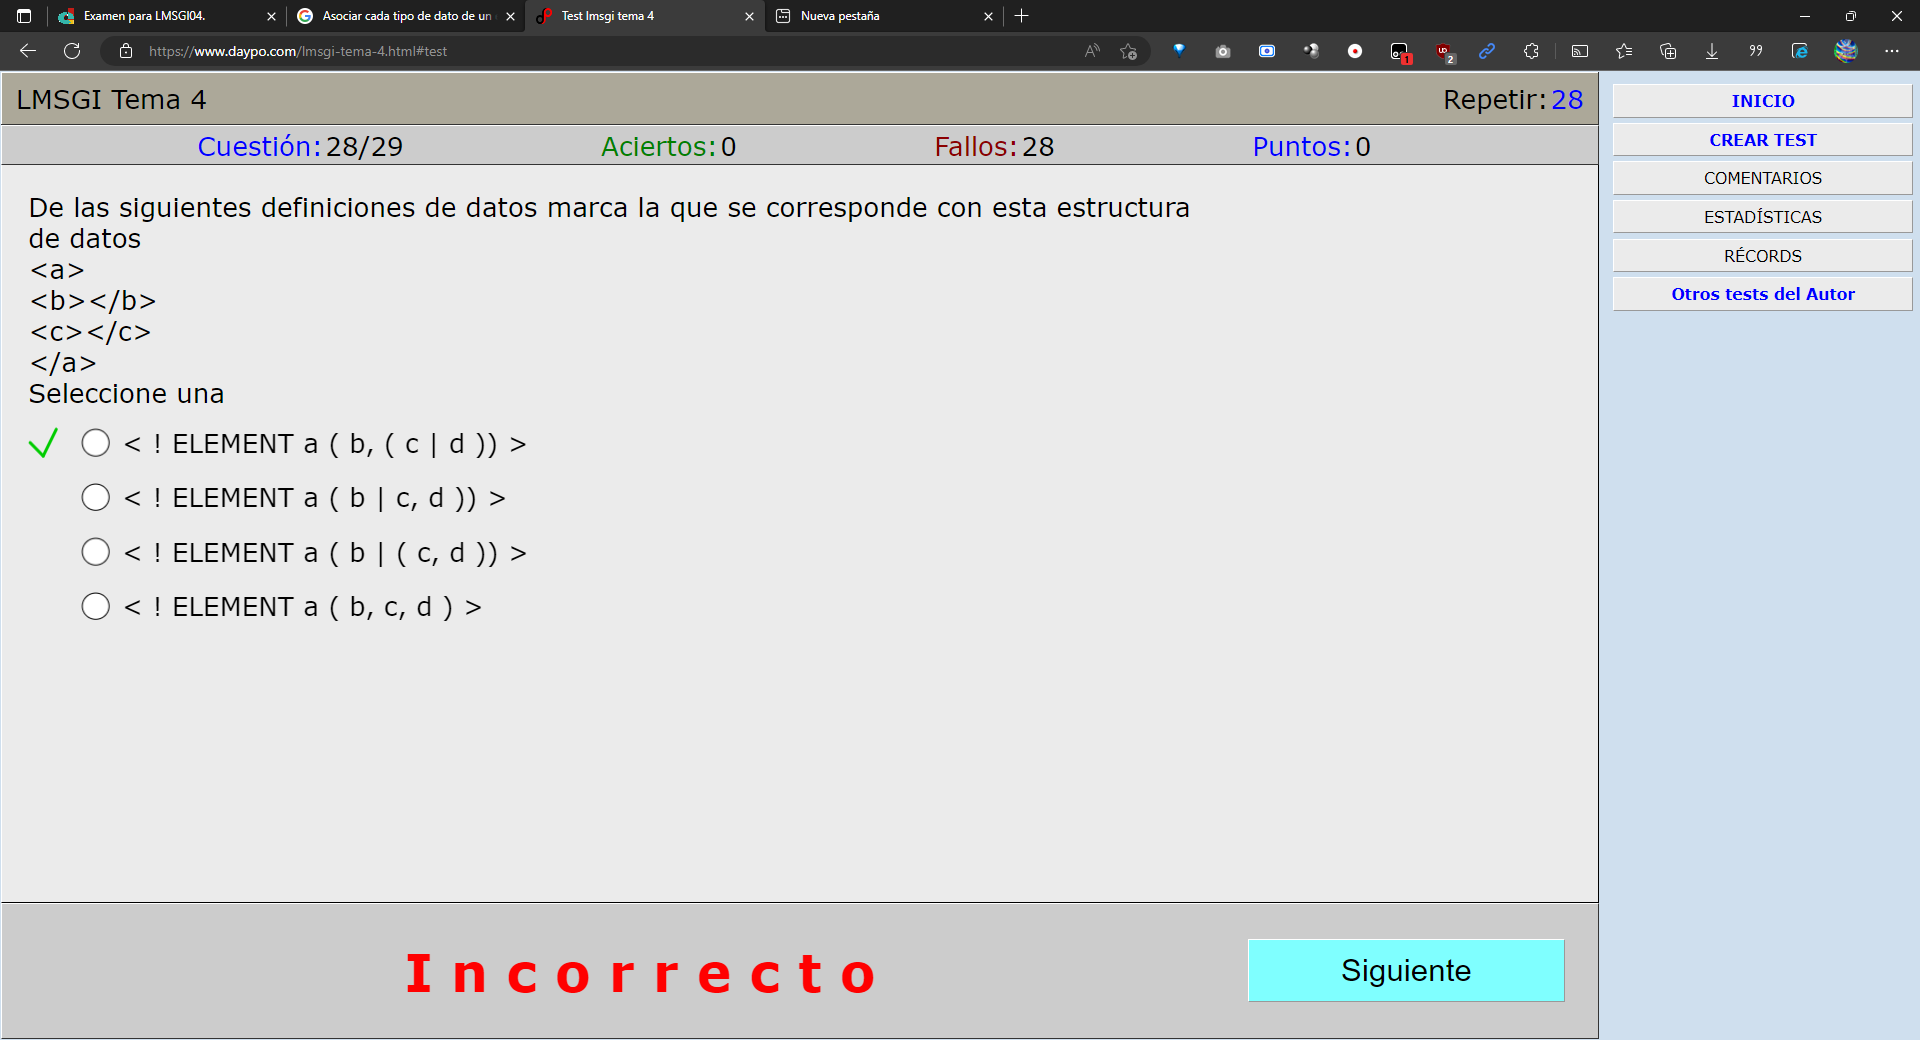 Examen para LMSGI04.
Asociar cada tipo de dato de un
Test lmsgi tema 4
Nueva pestaña
https://www.daypo.com/lmsgi-tema-4.html#test
1
2
LMSGI Tema 4
Repetir: 28
Cuestión: 28/29
Aciertos: 0
Fallos: 28
Puntos: 0
De las siguientes definiciones de datos marca la que se corresponde con esta estructura
de datos
<a>
<b></b>
<c></c>
</a>
Seleccione una
< ! ELEMENT a ( b, ( c | d )) >
< ! ELEMENT a ( b | c, d )) >
< ! ELEMENT a ( b | ( c, d )) >
< ! ELEMENT a ( b, c, d ) >
Incorrecto
Siguiente
INICIO
CREAR TEST
COMENTARIOS
ESTADÍSTICAS
RÉCORDS
Otros tests del Autor